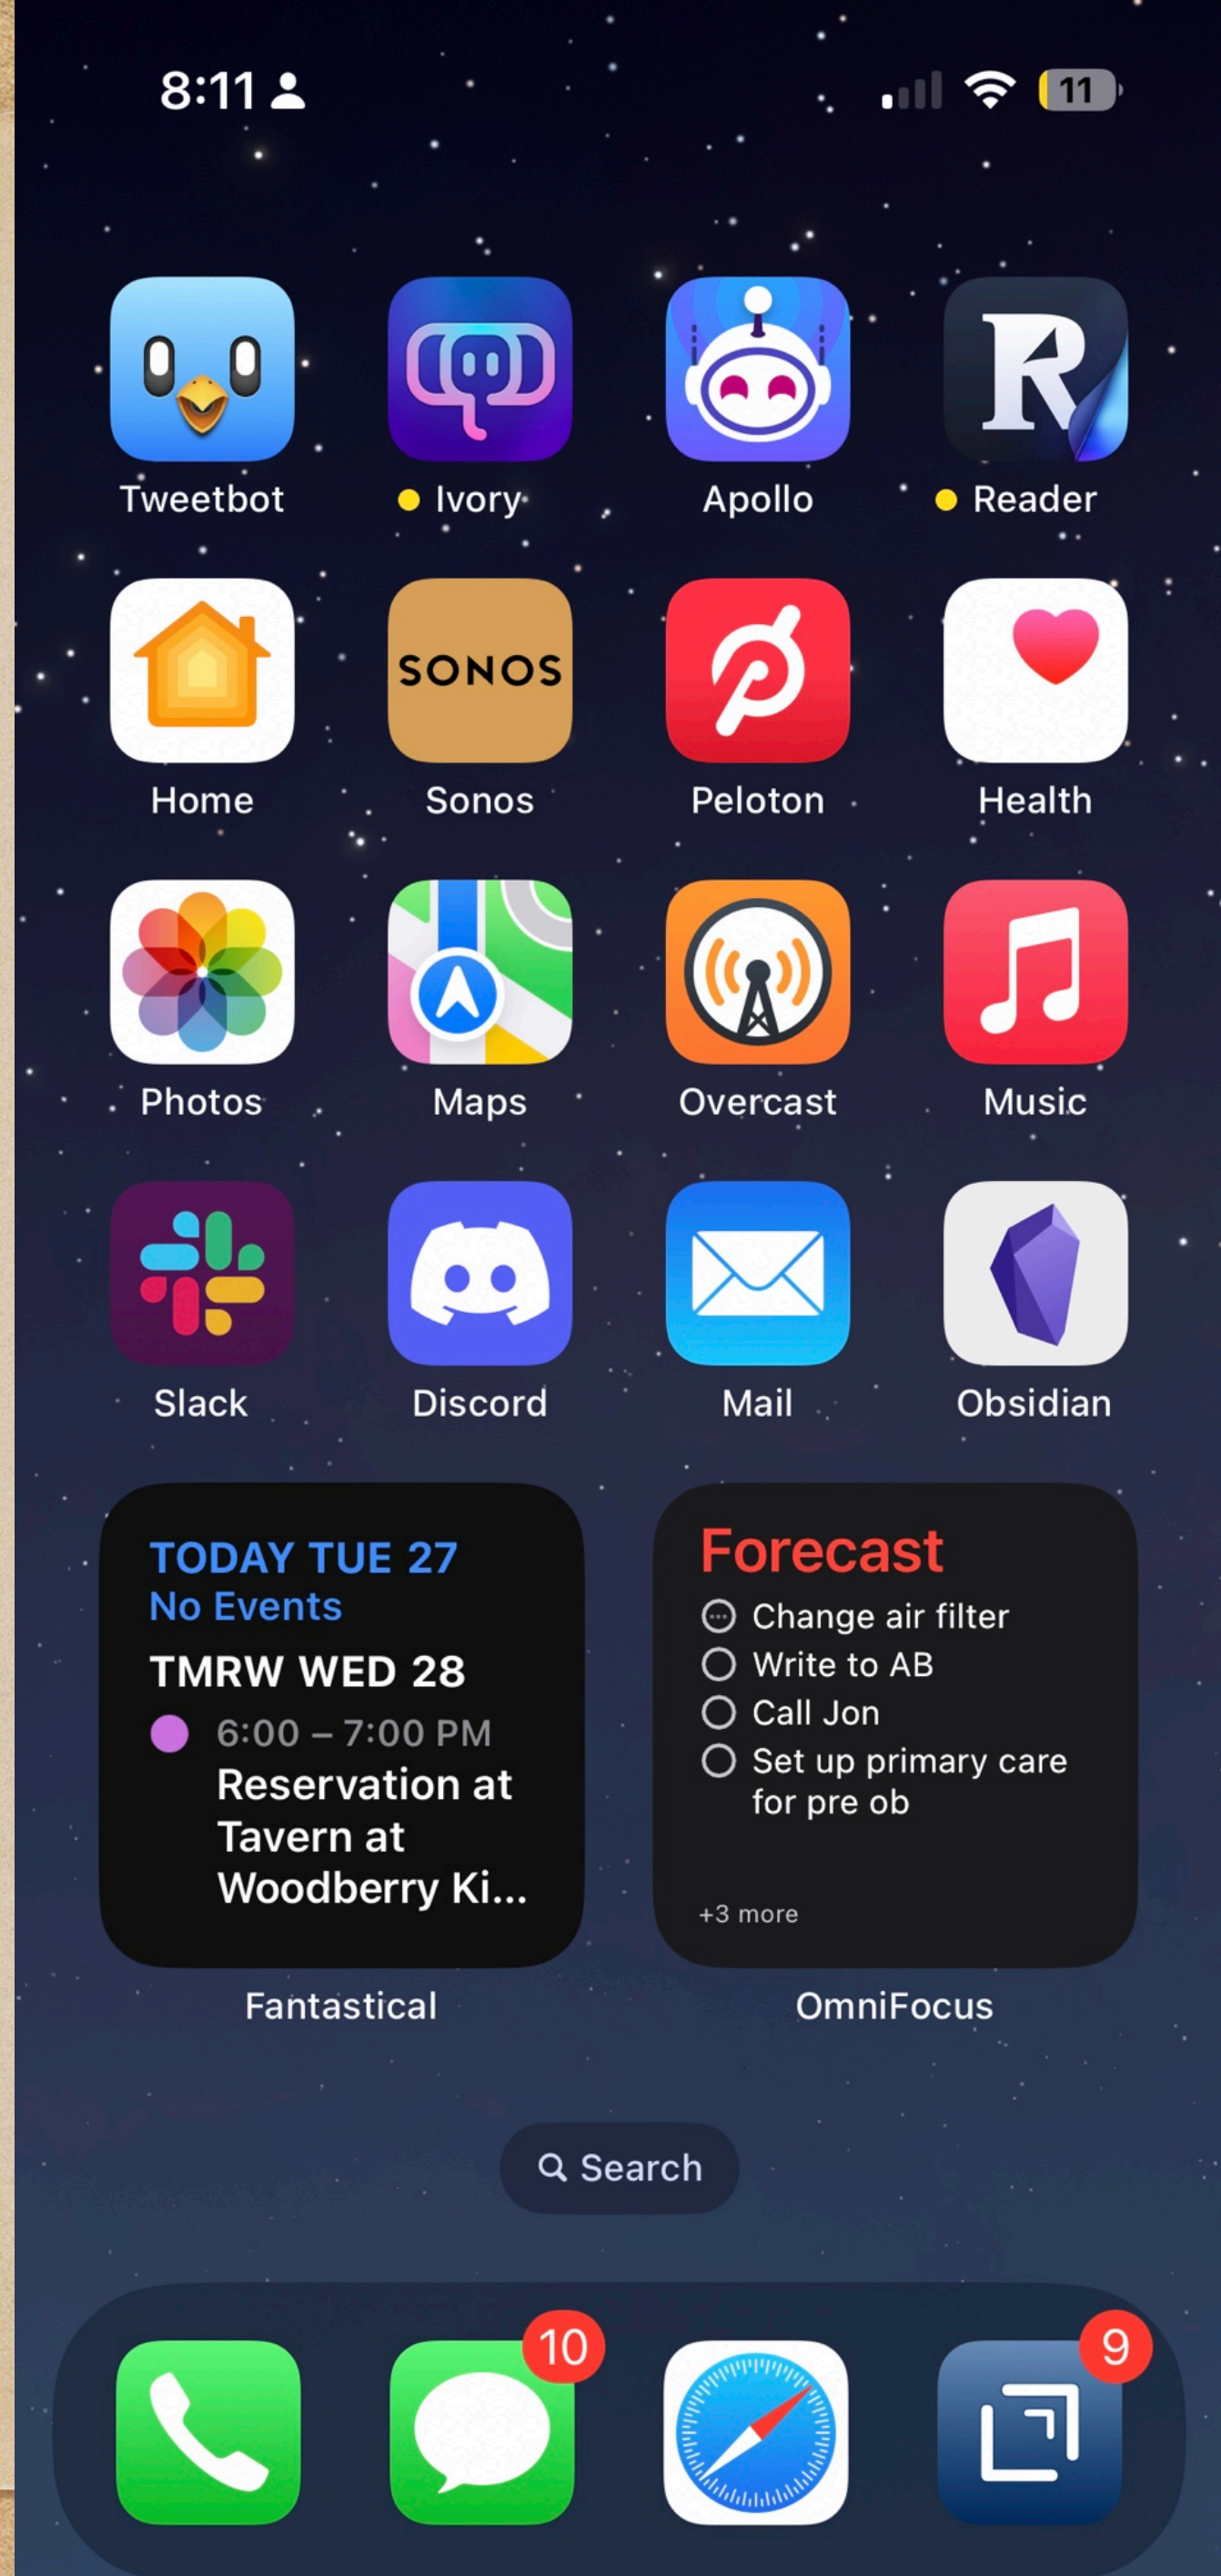 8:11
11
Tweetbot
Ivory
Apollo
R
Reader
Home
SONOS
Sonos
Peloton
Health
Photos
Maps
Overcast
Music
Slack
Discord
Mail
Obsidian
TODAY TUE 27
No Events
TMRW WED 28
6:00 – 7:00 PM
Reservation at
Tavern at
Woodberry Ki...
Fantastical
Forecast
Change air filter
Write to AB
Call Jon
Set up primary care
for pre ob
+3 more
OmniFocus
Search
10
9